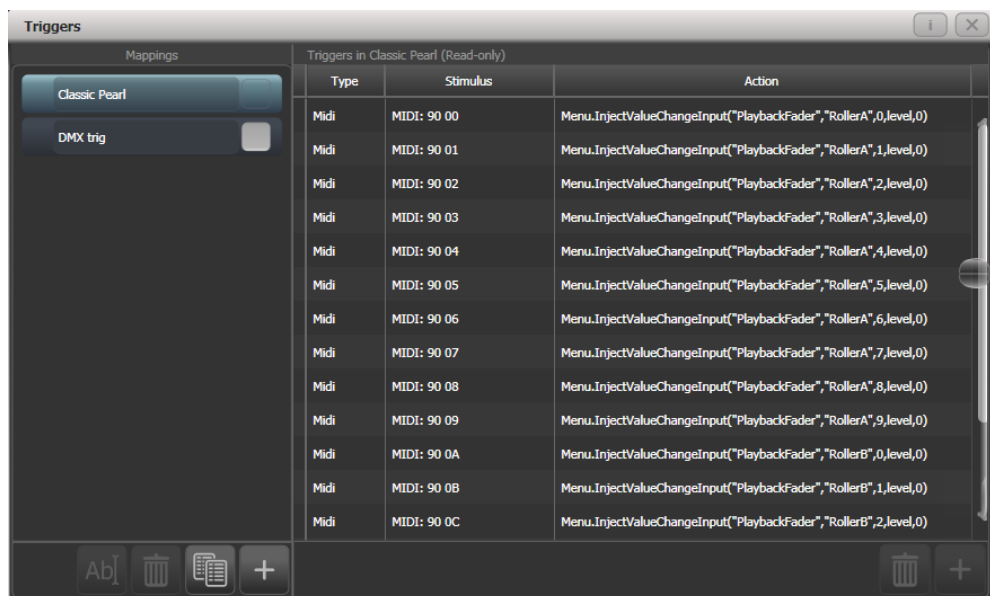 Triggers
Mappings
Triggers in Classic Pearl (Read-only)
Classic Pearl
DMX trig
Type Stimulus Action
Midi MIDI: 90 00 Menu.InjectValueChangeInput("PlaybackFader","RollerA",0,level,0)
Midi MIDI: 90 01 Menu.InjectValueChangeInput("PlaybackFader","RollerA",1,level,0)
Midi MIDI: 90 02 Menu.InjectValueChangeInput("PlaybackFader","RollerA",2,level,0)
Midi MIDI: 90 03 Menu.InjectValueChangeInput("PlaybackFader","RollerA",3,level,0)
Midi MIDI: 90 04 Menu.InjectValueChangeInput("PlaybackFader","RollerA",4,level,0)
Midi MIDI: 90 05 Menu.InjectValueChangeInput("PlaybackFader","RollerA",5,level,0)
Midi MIDI: 90 06 Menu.InjectValueChangeInput("PlaybackFader","RollerA",6,level,0)
Midi MIDI: 90 07 Menu.InjectValueChangeInput("PlaybackFader","RollerA",7,level,0)
Midi MIDI: 90 08 Menu.InjectValueChangeInput("PlaybackFader","RollerA",8,level,0)
Midi MIDI: 90 09 Menu.InjectValueChangeInput("PlaybackFader","RollerA",9,level,0)
Midi MIDI: 90 0A Menu.InjectValueChangeInput("PlaybackFader","RollerB",0,level,0)
Midi MIDI: 90 0B Menu.InjectValueChangeInput("PlaybackFader","RollerB",1,level,0)
Midi MIDI: 90 0C Menu.InjectValueChangeInput("PlaybackFader","RollerB",2,level,0)
Ab